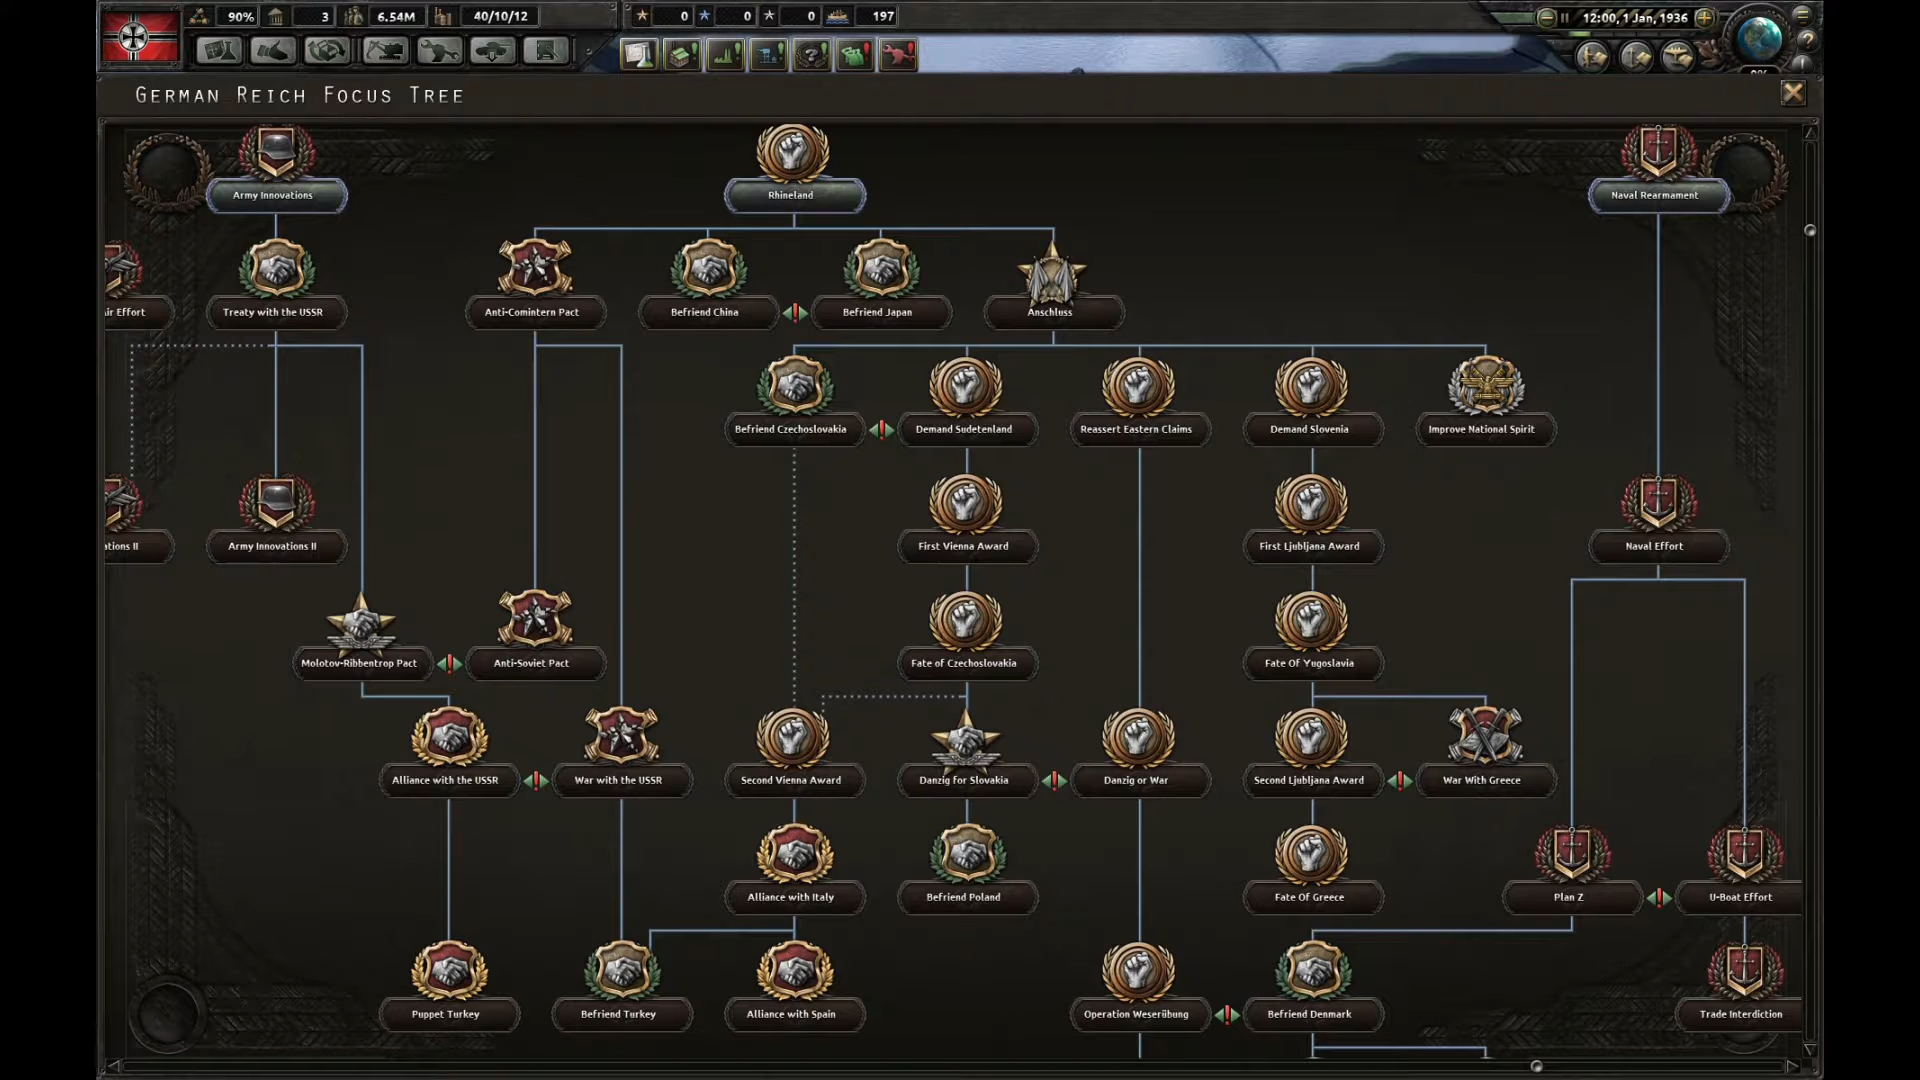 90%
3
6.54M
40/10/12
0
0
0
197
12:00, 1 Jan, 1936
German Reich Focus Tree
Army Innovations
Rhineland
Naval Rearmament
ir Effort
Treaty with the USSR
Anti-Comintern Pact
Befriend China
Befriend Japan
Anschluss
Befriend Czechoslovakia
Demand Sudetenland
Reassert Eastern Claims
Demand Slovenia
Improve National Spirit
ations II
Army Innovations II
First Vienna Award
First Ljubljana Award
Naval Effort
Molotov-Ribbentrop Pact
Anti-Soviet Pact
Fate of Czechoslovakia
Fate Of Yugoslavia
Alliance with the USSR
War with the USSR
Second Vienna Award
Danzig for Slovakia
Danzig or War
Second Ljubljana Award
War With Greece
Alliance with Italy
Befriend Poland
Fate Of Greece
Plan Z
U-Boat Effort
Puppet Turkey
Befriend Turkey
Alliance with Spain
Operation Weserübung
Befriend Denmark
Trade Interdiction